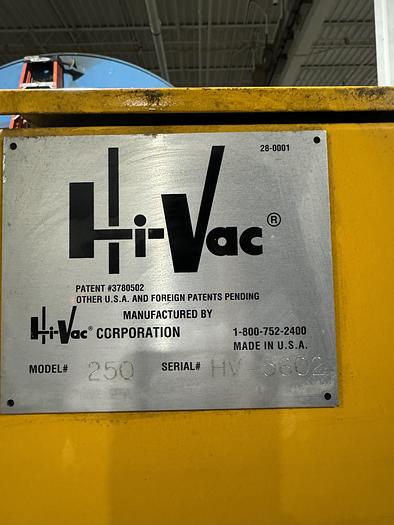 28-0001
Hi-Vac®
PATENT #3780502
OTHER U.S.A. AND FOREIGN PATENTS PENDING
MANUFACTURED BY
Hi-Vac® CORPORATION 1-800-752-2400
MADE IN U.S.A.
MODEL# 250 SERIAL# HV-5602